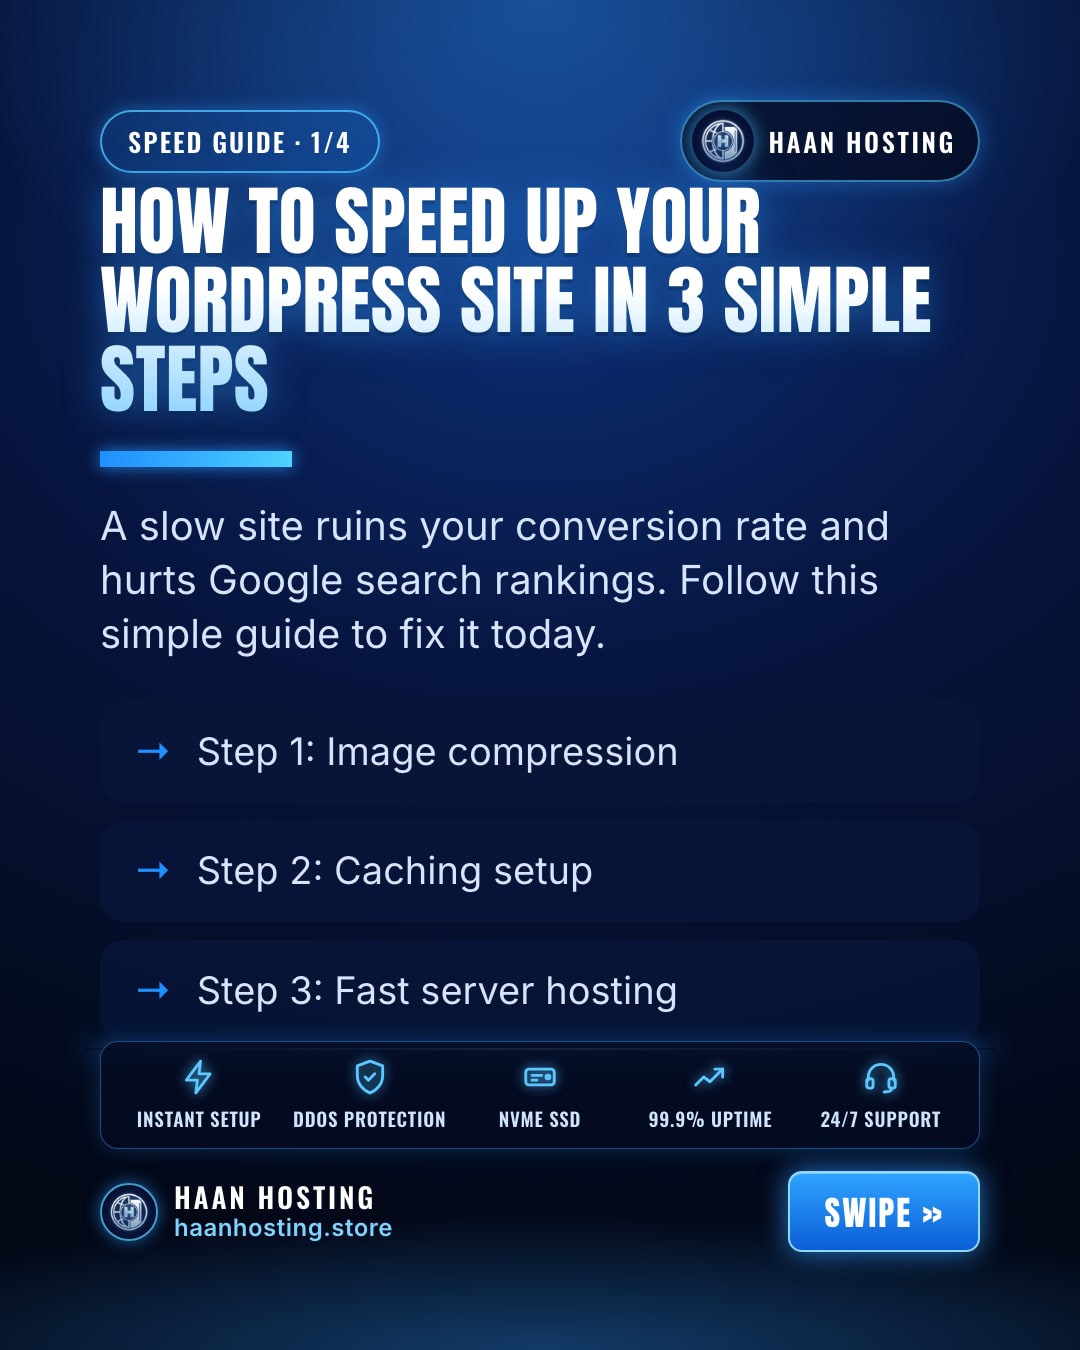 SPEED GUIDE · 1/4
HAAN HOSTING
HOW TO SPEED UP YOUR
WORDPRESS SITE IN 3 SIMPLE
STEPS
A slow site ruins your conversion rate and
hurts Google search rankings. Follow this
simple guide to fix it today.
→ Step 1: Image compression
→ Step 2: Caching setup
→ Step 3: Fast server hosting
INSTANT SETUP
DDOS PROTECTION
NVME SSD
99.9% UPTIME
24/7 SUPPORT
HAAN HOSTING
haanhosting.store
SWIPE »